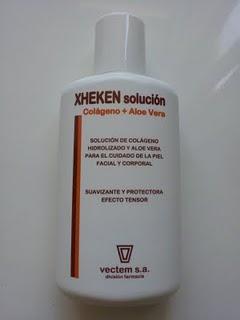 XHEKEN solución
Colágeno + Aloe Vera
SOLUCIÓN DE COLÁGENO
HIDROLIZADO Y ALOE VERA
PARA EL CUIDADO DE LA PIEL
FACIAL Y CORPORAL
SUAVIZANTE Y PROTECTORA
EFECTO TENSOR
vectem s.a.
división farmacia